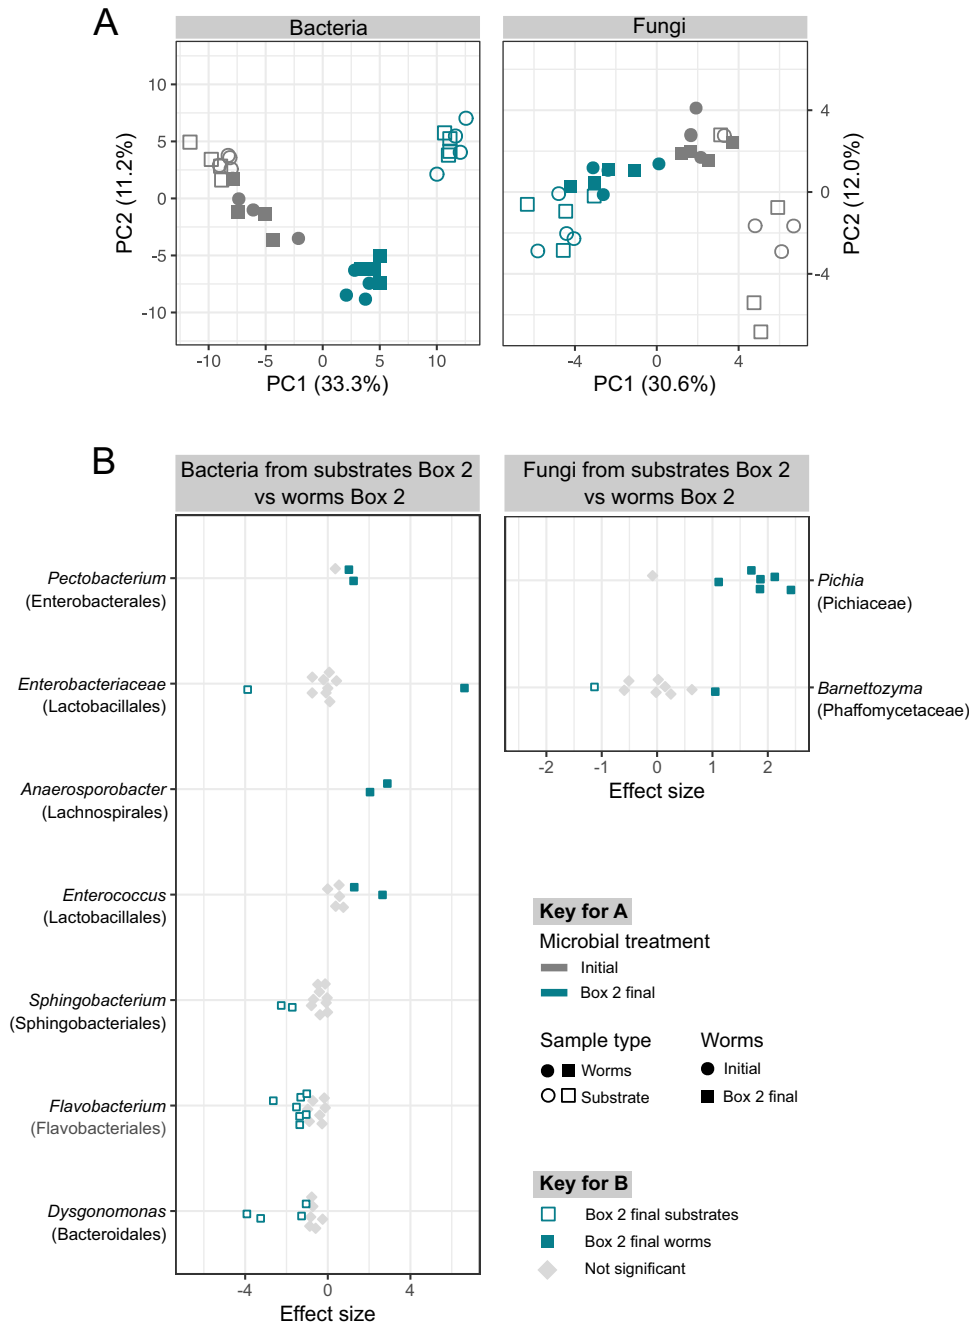 A
Bacteria
Fungi
PC2 (11.2%)
10
5
0
-5
-10
-10
-5
0
5
10
PC1 (33.3%)
4
0
-4
PC2 (12.0%)
-4
0
4
PC1 (30.6%)
B
Bacteria from substrates Box 2
vs worms Box 2
Fungi from substrates Box 2
vs worms Box 2
Pectobacterium
(Enterobacterales)
Enterobacteriaceae
(Lactobacillales)
Anaerosporobacter
(Lachnospirales)
Enterococcus
(Lactobacillales)
Sphingobacterium
(Sphingobacteriales)
Flavobacterium
(Flavobacteriales)
Dysgonomonas
(Bacteroidales)
-4
0
4
Effect size
Pichia
(Pichiaceae)
Barnettozyma
(Phaffomycetaceae)
-2
-1
0
1
2
Effect size
Key for A
Microbial treatment
Initial
Box 2 final
Sample type
Worms
Substrate
Worms
Initial
Box 2 final
Key for B
Box 2 final substrates
Box 2 final worms
Not significant